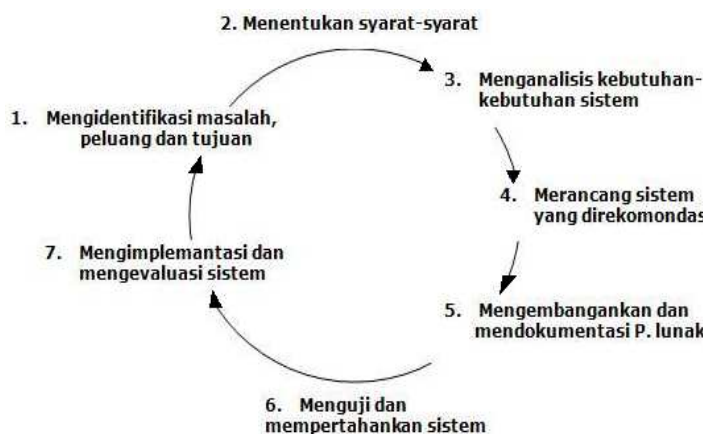 2. Menentukan syarat-syarat
3. Menganalisis kebutuhan-
kebutuhan sistem
1. Mengidentifikasi masalah,
peluang dan tujuan
4. Merancang sistem
yang direkomondas
7. Mengimplemantasi dan
mengevaluasi sistem
5. Mengembangankan dan
mendokumentasi P. lunak
6. Menguji dan
mempertahankan sistem